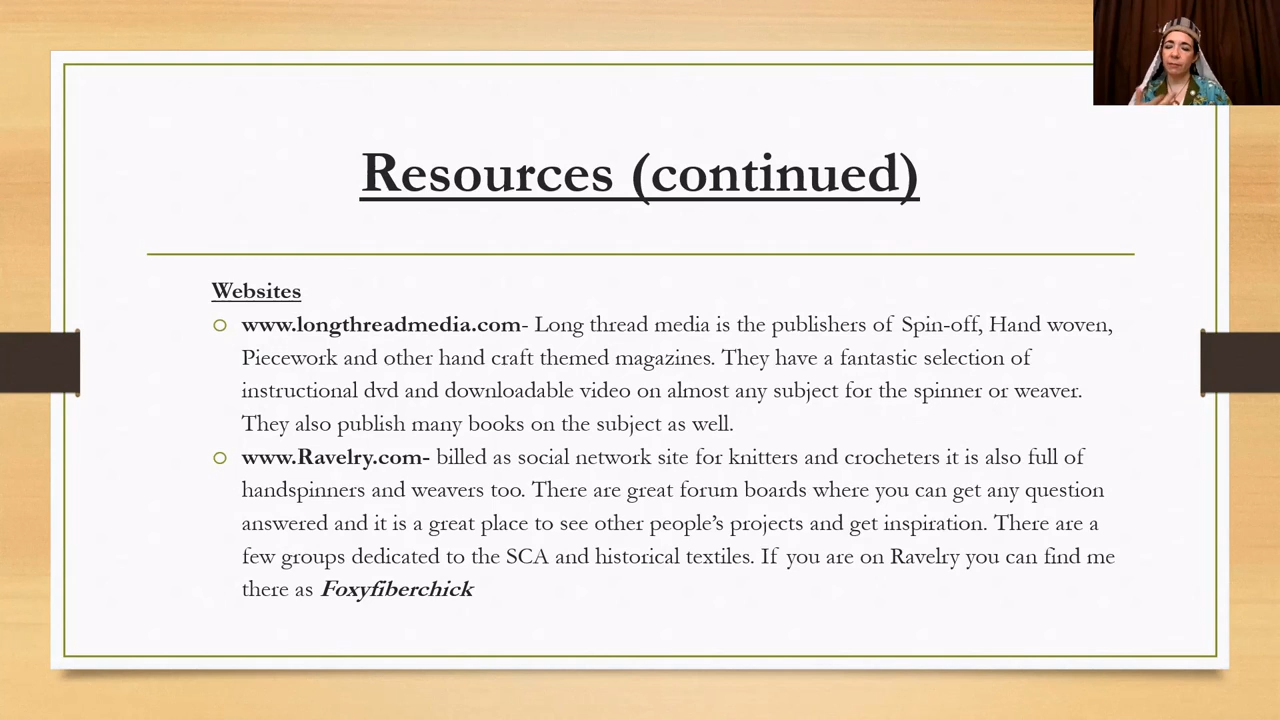 Resources (continued)
Websites
www.longthreadmedia.com- Long thread media is the publishers of Spin-off, Hand woven,
Piecework and other hand craft themed magazines. They have a fantastic selection of
instructional dvd and downloadable video on almost any subject for the spinner or weaver.
They also publish many books on the subject as well.
www.Ravelry.com- billed as social network site for knitters and crocheters it is also full of
handspinners and weavers too. There are great forum boards where you can get any question
answered and it is a great place to see other people’s projects and get inspiration. There are a
few groups dedicated to the SCA and historical textiles. If you are on Ravelry you can find me
there as Foxyfiberchick